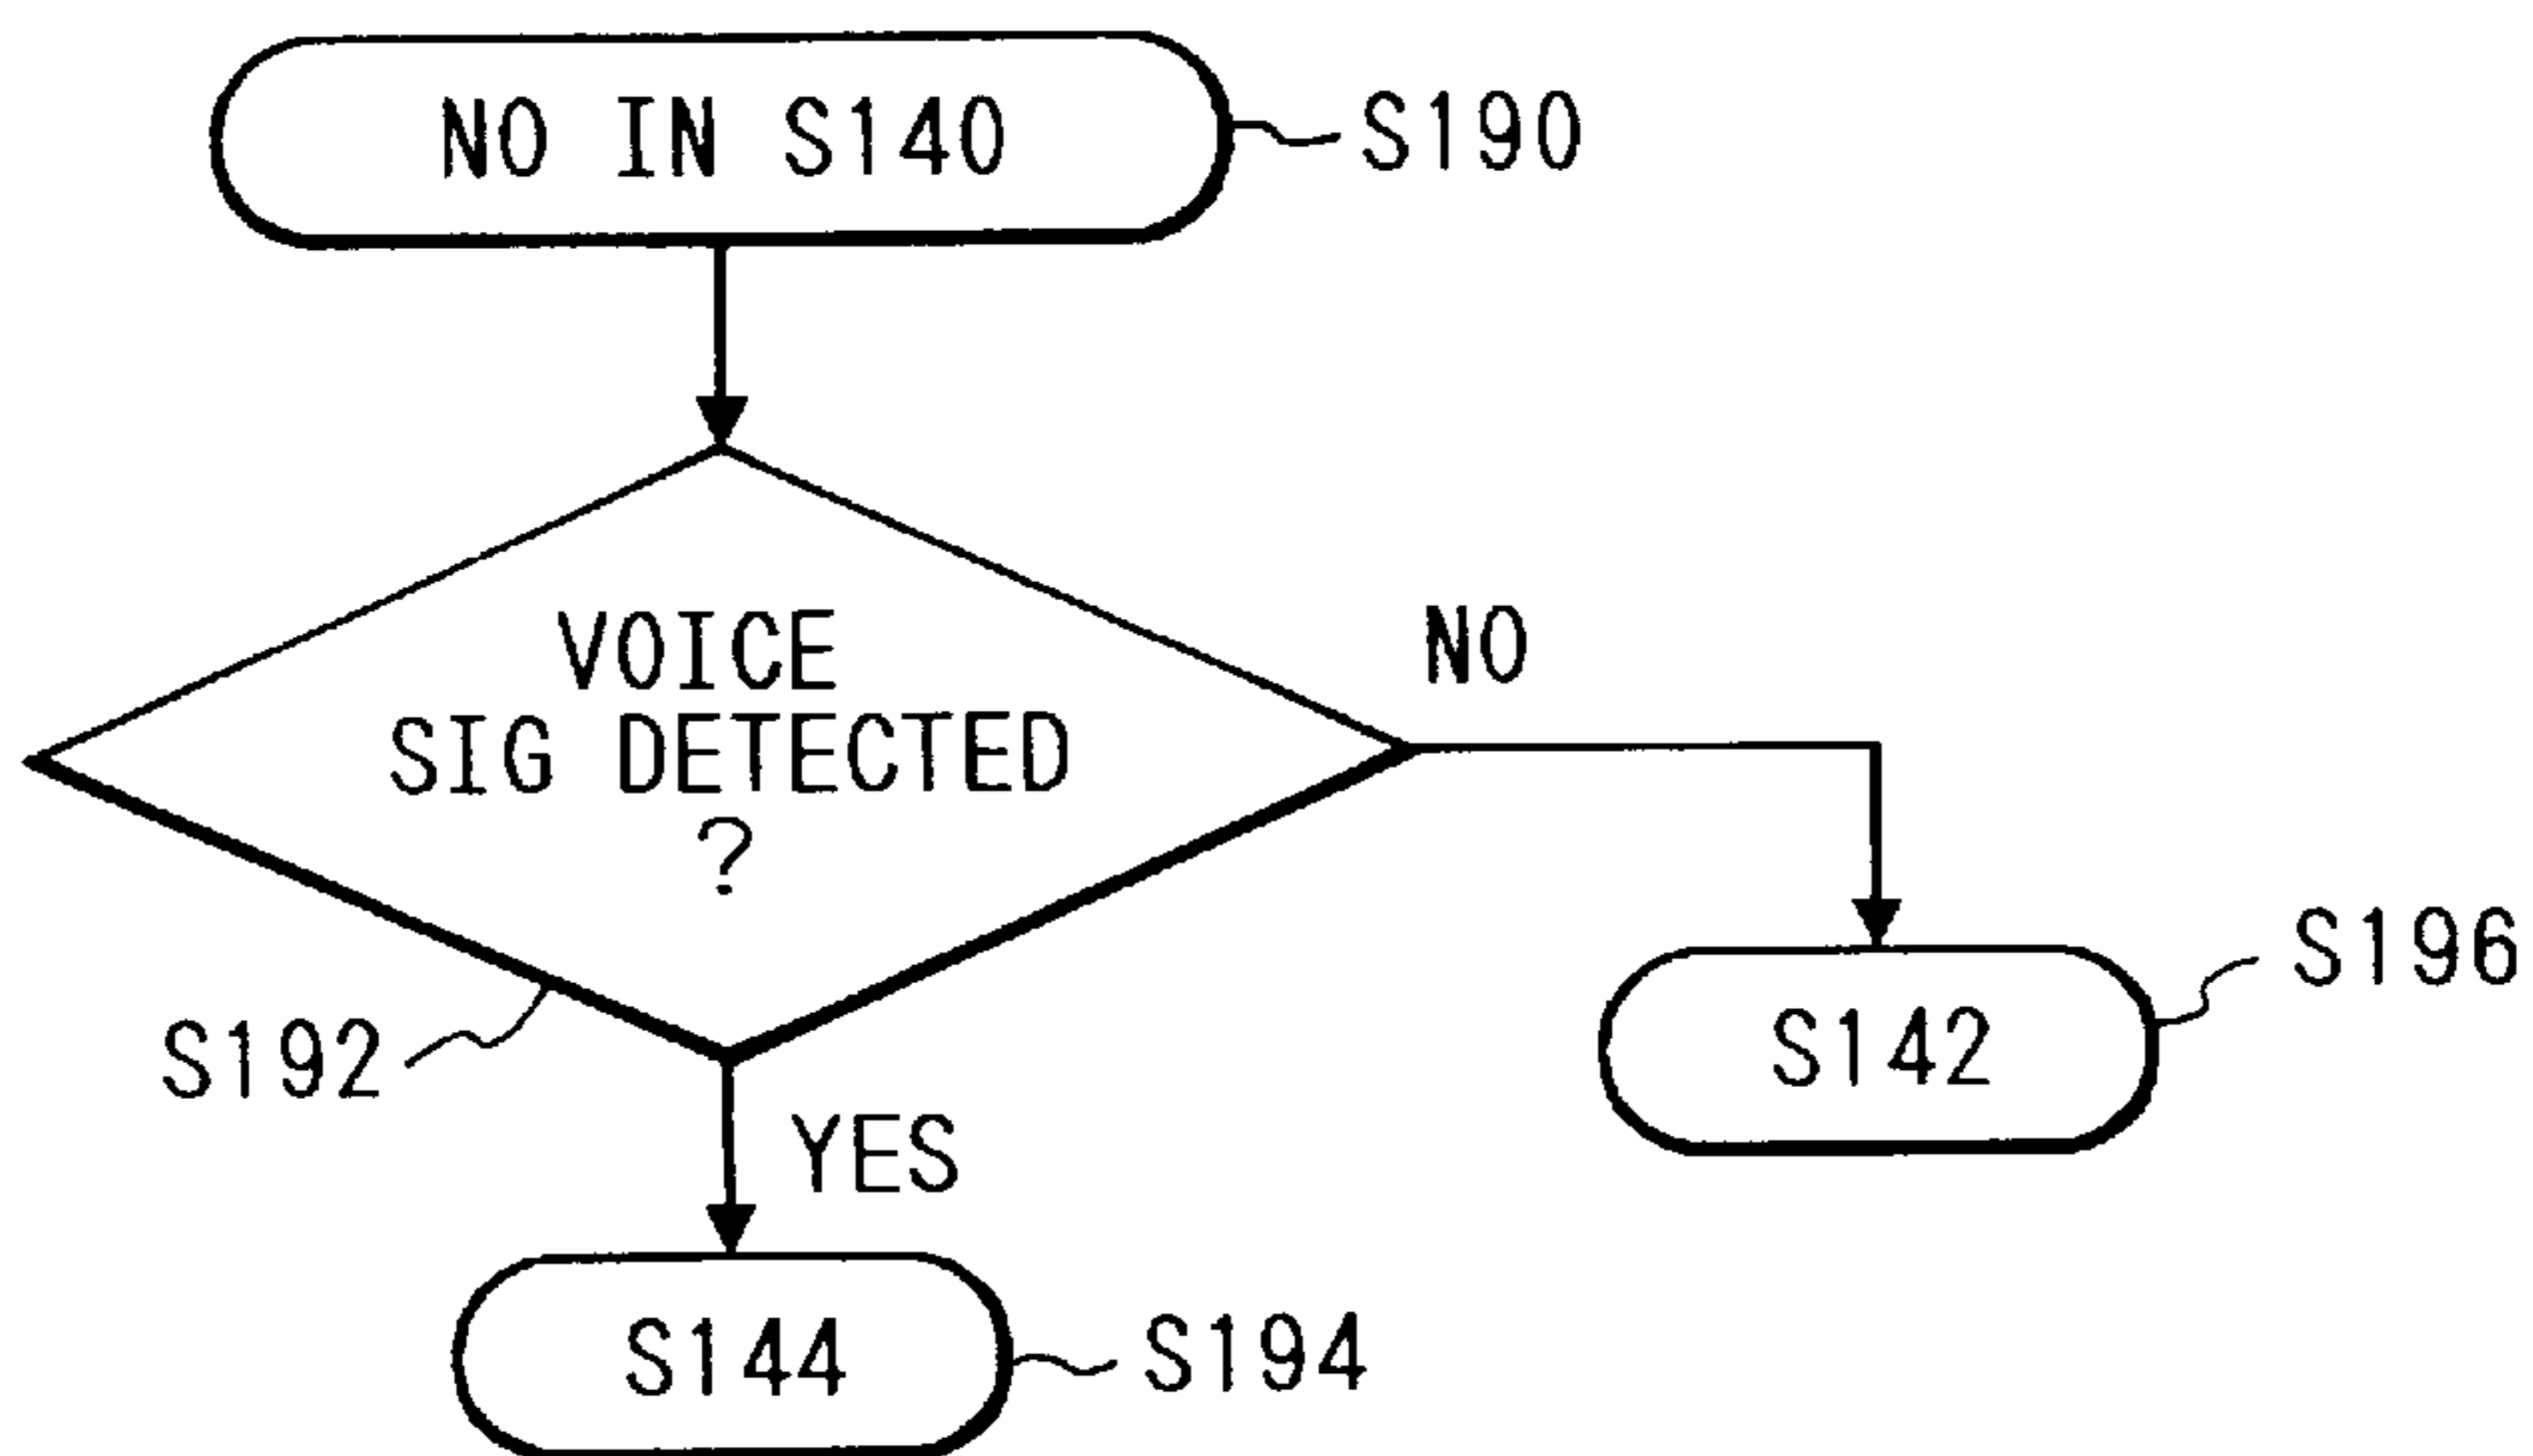 NO IN S140
S190
VOICE
SIG DETECTED
?
NO
S192
YES
S142
S196
S144
S194